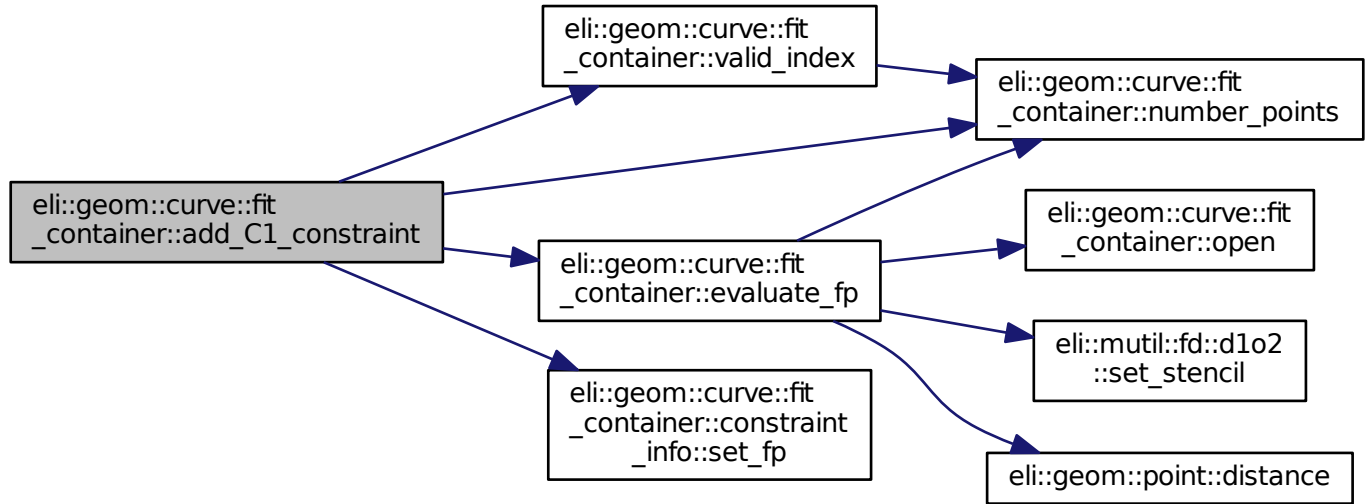 eli::geom::curve::fit
_container::add_C1_constraint
eli::geom::curve::fit
_container::valid_index
eli::geom::curve::fit
_container::number_points
eli::geom::curve::fit
_container::evaluate_fp
eli::geom::curve::fit
_container::open
eli::mutil::fd::d1o2
::set_stencil
eli::geom::point::distance
eli::geom::curve::fit
_container::constraint
_info::set_fp